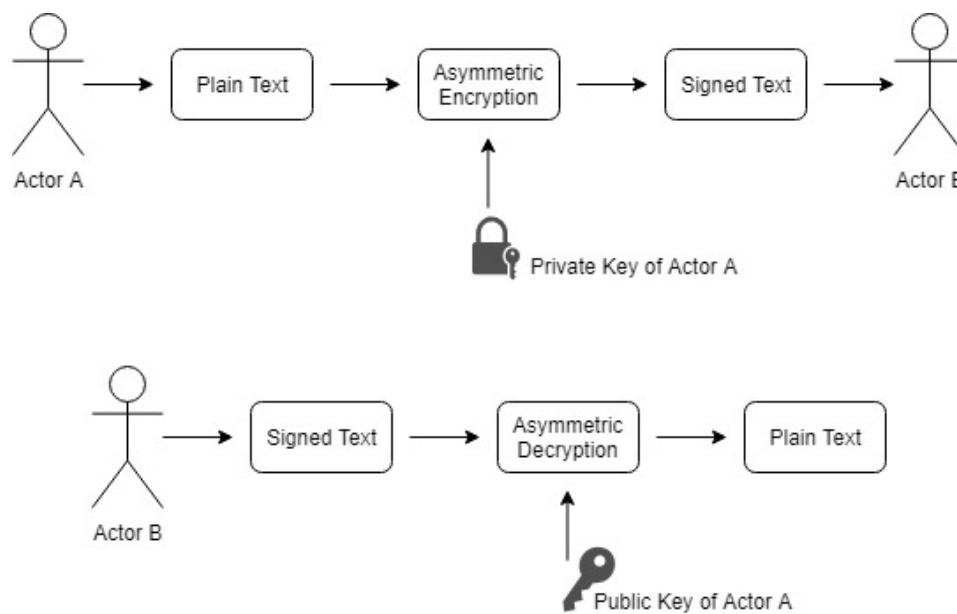 Plain Text
Asymmetric
Encryption
Signed Text
Actor A
Actor B
Private Key of Actor A
Signed Text
Asymmetric
Decryption
Plain Text
Actor B
Public Key of Actor A